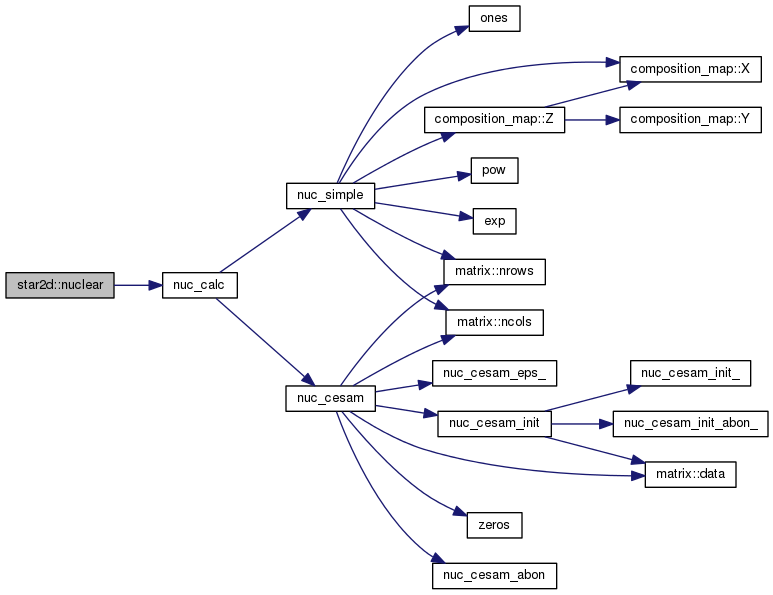 ones
composition_map::X
composition_map::Z
composition_map::Y
pow
nuc_simple
exp
matrix::nrows
star2d::nuclear
nuc_calc
matrix::ncols
nuc_cesam_eps_
nuc_cesam_init_
nuc_cesam
nuc_cesam_init
nuc_cesam_init_abon_
matrix::data
zeros
nuc_cesam_abon